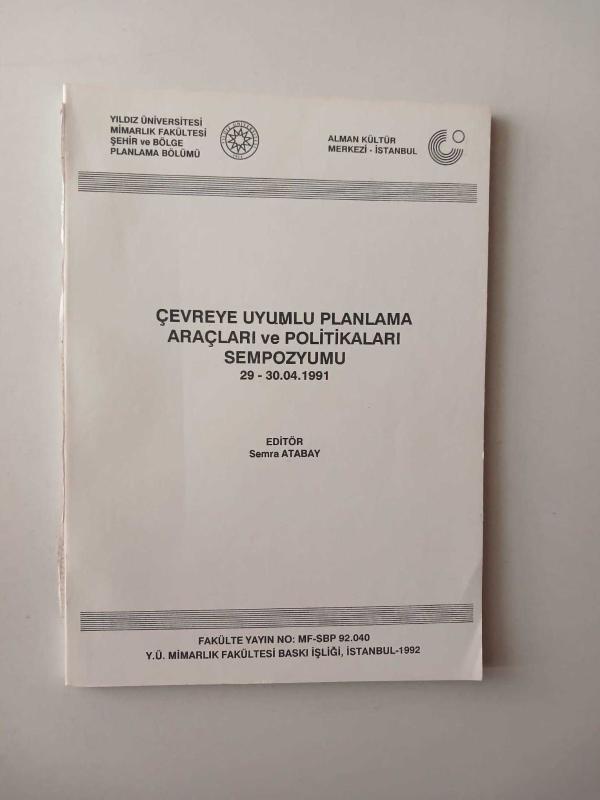 YILDIZ ÜNİVERSİTESİ
MİMARLIK FAKÜLTESİ
ŞEHİR ve BÖLGE
PLANLAMA BÖLÜMÜ
ALMAN KÜLTÜR
MERKEZİ - İSTANBUL
ÇEVREYE UYUMLU PLANLAMA
ARAÇLARI ve POLİTİKALARI
SEMPOZYUMU
29 - 30.04.1991
EDİTÖR
Semra ATABAY
FAKÜLTE YAYIN NO: MF-SBP 92.040
Y.Ü. MİMARLIK FAKÜLTESİ BASKI İŞLİĞİ, İSTANBUL-1992